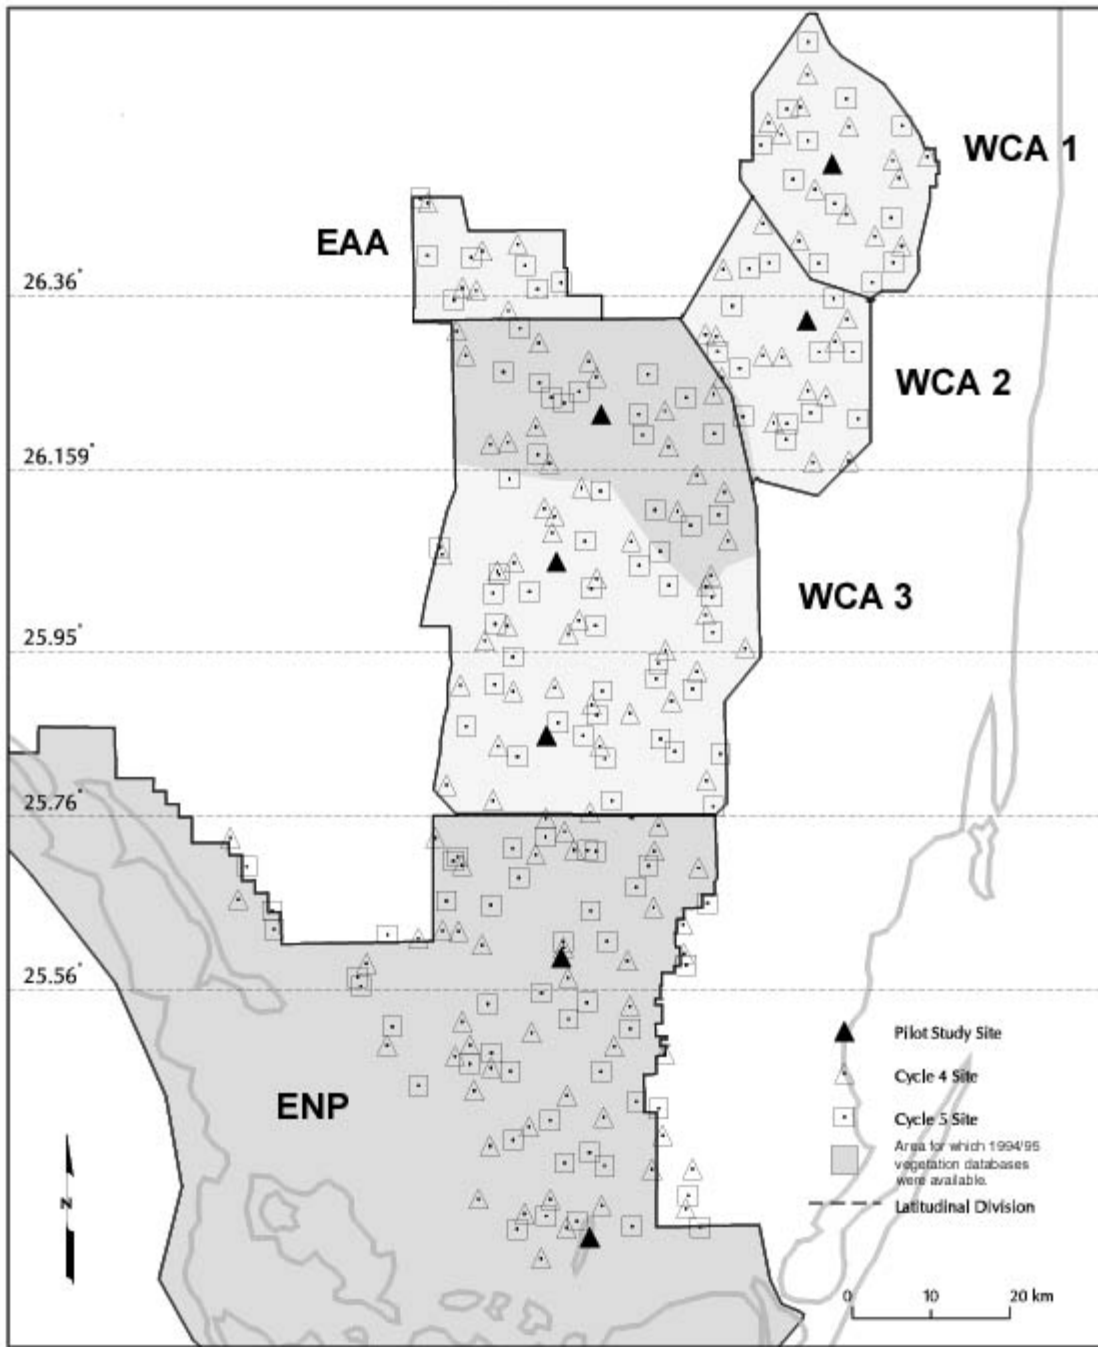 WCA 1
EAA
26.36°
WCA 2
26.159°
WCA 3
25.95°
25.76°
25.56°
Pilot Study Site
Cycle 4 Site
ENP
Cycle 5 Site
Area for which 1994/95
vegetation databases
were available.
Latitudinal Division
N
0 10 20 km